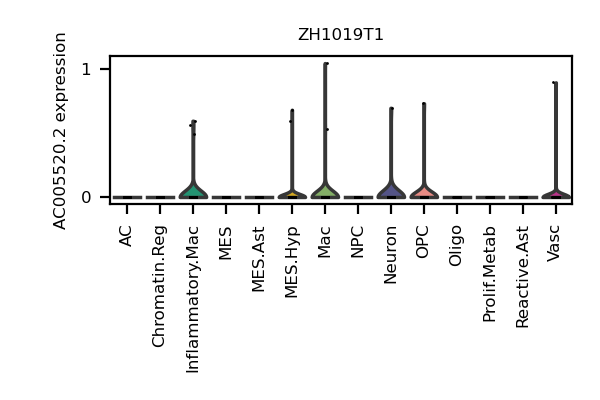 ZH1019T1
AC005520.2 expression
1
0
AC
Chromatin.Reg
Inflammatory.Mac
MES
MES.Ast
MES.Hyp
Mac
NPC
Neuron
OPC
Oligo
Prolif.Metab
Reactive.Ast
Vasc